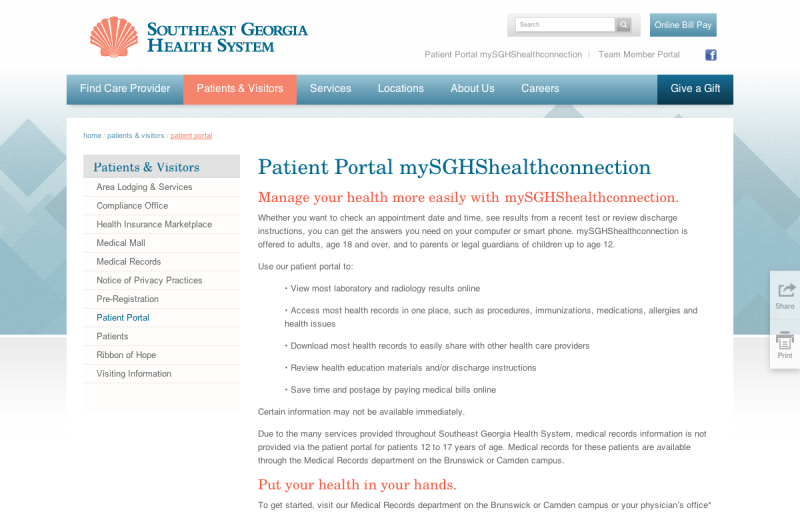 SOUTHEAST GEORGIA
HEALTH SYSTEM
Search
Online Bill Pay
Patient Portal mySGHShealthconnection | Team Member Portal
Find Care Provider
Patients & Visitors
Services
Locations
About Us
Careers
Give a Gift
home / patients & visitors / patient portal
Patients & Visitors
Area Lodging & Services
Compliance Office
Health Insurance Marketplace
Medical Mall
Medical Records
Notice of Privacy Practices
Pre-Registration
Patient Portal
Patients
Ribbon of Hope
Visiting Information
Patient Portal mySGHShealthconnection
Manage your health more easily with mySGHShealthconnection.
Whether you want to check an appointment date and time, see results from a recent test or review discharge
instructions, you can get the answers you need on your computer or smart phone. mySGHShealthconnection is
offered to adults, age 18 and over, and to parents or legal guardians of children up to age 12.
Use our patient portal to:
• View most laboratory and radiology results online
• Access most health records in one place, such as procedures, immunizations, medications, allergies and
health issues
• Download most health records to easily share with other health care providers
• Review health education materials and/or discharge instructions
• Save time and postage by paying medical bills online
Certain information may not be available immediately.
Due to the many services provided throughout Southeast Georgia Health System, medical records information is not
provided via the patient portal for patients 12 to 17 years of age. Medical records for these patients are available
through the Medical Records department on the Brunswick or Camden campus.
Put your health in your hands.
To get started, visit our Medical Records department on the Brunswick or Camden campus or your physician's office*
Share
Print